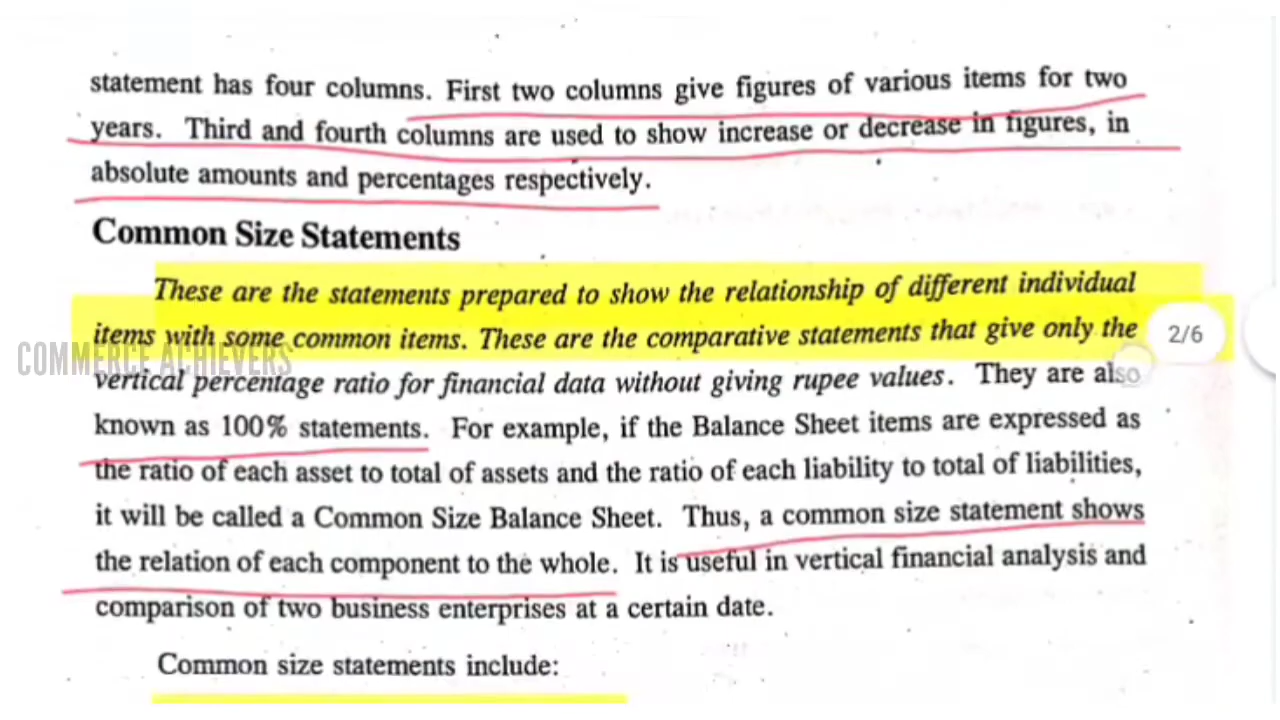 statement has four columns. First two columns give figures of various items for two
years. Third and fourth columns are used to show increase or decrease in figures, in
absolute amounts and percentages respectively.
Common Size Statements
These are the statements prepared to show the relationship of different individual
items with some common items. These are the comparative statements that give only the
2/6
COMMERCE ACHIEVERS
vertical percentage ratio for financial data without giving rupee values. They are also
known as 100% statements. For example, if the Balance Sheet items are expressed as
the ratio of each asset to total of assets and the ratio of each liability to total of liabilities,
it will be called a Common Size Balance Sheet. Thus, a common size statement shows
the relation of each component to the whole. It is useful in vertical financial analysis and
comparison of two business enterprises at a certain date.
Common size statements include: